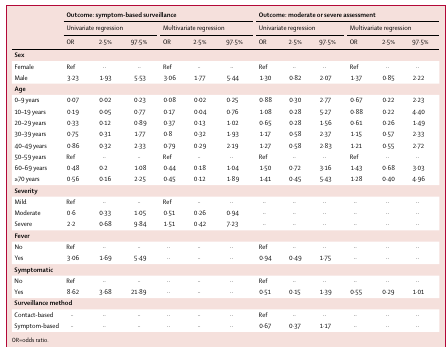 Outcome: symptom-based surveillance Outcome: moderate or severe assessment
Univariate regression Multivariate regression Univariate regression Multivariate regression
OR 2·5% 97·5% OR 2·5% 97·5% OR 2·5% 97·5% OR 2·5% 97·5%
Sex
Female Ref ·· ·· Ref ·· ·· Ref ·· ·· Ref ·· ··
Male 3·23 1·93 5·53 3·06 1·77 5·44 1·30 0·82 2·07 1·37 0·85 2·22
Age
0–9 years 0·07 0·02 0·23 0·08 0·02 0·25 0·88 0·30 2·77 0·67 0·22 2·23
10–19 years 0·19 0·05 0·77 0·17 0·04 0·76 1·08 0·28 5·27 0·88 0·22 4·40
20–29 years 0·33 0·12 0·89 0·37 0·13 1·02 0·65 0·28 1·56 0·61 0·26 1·49
30–39 years 0·75 0·31 1·77 0·8 0·32 1·93 1·17 0·58 2·37 1·15 0·57 2·33
40–49 years 0·86 0·32 2·33 0·79 0·29 2·19 1·27 0·58 2·83 1·21 0·55 2·72
50–59 years Ref ·· ·· Ref ·· ·· Ref ·· ·· Ref ·· ··
60–69 years 0·48 0·2 1·08 0·44 0·18 1·04 1·50 0·72 3·16 1·43 0·68 3·03
≥70 years 0·56 0·16 2·25 0·45 0·12 1·89 1·41 0·45 5·43 1·28 0·40 4·96
Severity
Mild Ref ·· ·· Ref ·· ·· ·· ·· ·· ·· ·· ··
Moderate 0·6 0·33 1·05 0·51 0·26 0·94 ·· ·· ·· ·· ·· ··
Severe 2·2 0·68 9·84 1·51 0·42 7·23 ·· ·· ·· ·· ·· ··
Fever
No Ref ·· ·· ·· ·· ·· Ref ·· ·· ·· ·· ··
Yes 3·06 1·69 5·49 ·· ·· ·· 0·94 0·49 1·75 ·· ·· ··
Symptomatic
No Ref ·· ·· ·· ·· ·· Ref ·· ·· Ref ·· ··
Yes 8·62 3·68 21·89 ·· ·· ·· 0·51 0·15 1·39 0·55 0·29 1·01
Surveillance method
Contact-based ·· ·· ·· ·· ·· ·· Ref ·· ·· ·· ·· ··
Symptom-based ·· ·· ·· ·· ·· ·· 0·67 0·37 1·17 ·· ·· ··
OR=odds ratio.